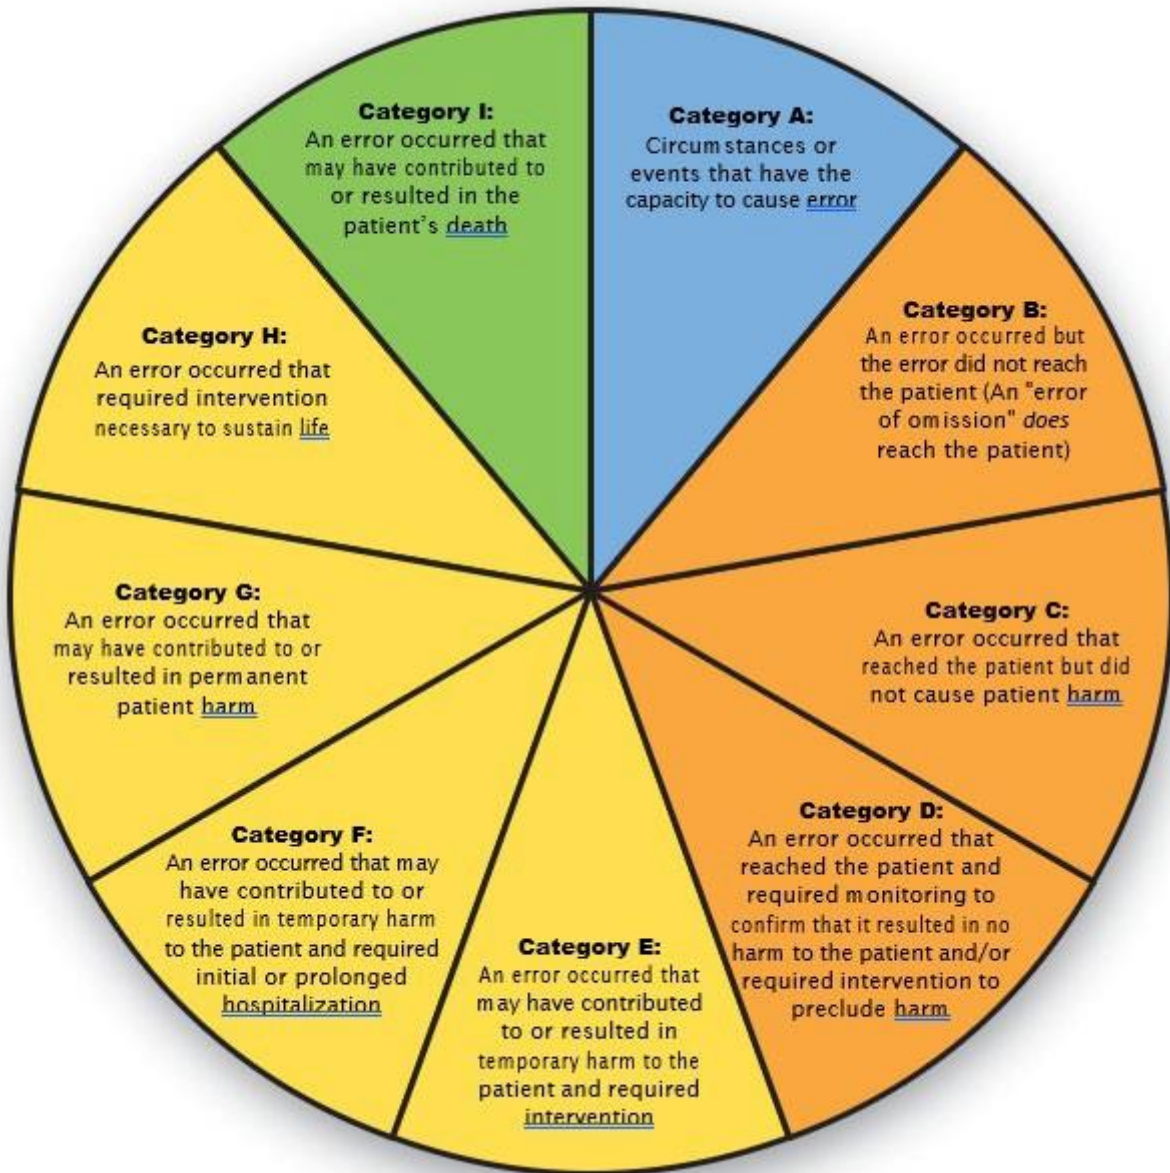 Category I:
An error occurred that
may have contributed to
or resulted in the
patient's death
Category A:
Circumstances or
events that have the
capacity to cause error
Category B:
An error occurred but
the error did not reach
the patient (An "error
of omission" does
reach the patient)
Category C:
An error occurred that
reached the patient but did
not cause patient harm
Category D:
An error occurred that
reached the patient and
required monitoring to
confirm that it resulted in no
harm to the patient and/or
required intervention to
preclude harm
Category E:
An error occurred that
may have contributed
to or resulted in
temporary harm to the
patient and required
intervention
Category F:
An error occurred that may
have contributed to or
resulted in temporary harm
to the patient and required
initial or prolonged
hospitalization
Category G:
An error occurred that
may have contributed to or
resulted in permanent
patient harm
Category H:
An error occurred that
required intervention
necessary to sustain life